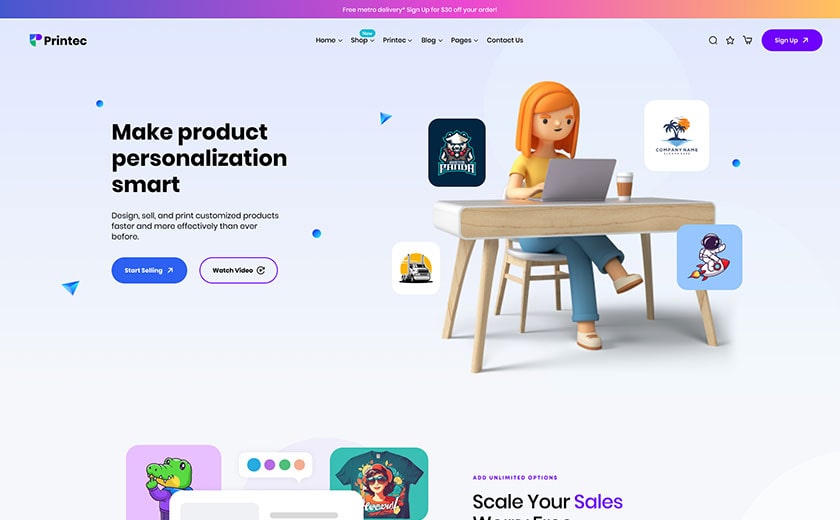 Free metro delivery* Sign Up for $30 off your order!
Printec
Home
Shop
New
Printec
Blog
Pages
Contact Us
Sign Up
Make product
personalization
smart
Design, sell, and print customized products
faster and more effectively than ever
before.
Start Selling
Watch Video
PANDA
COMPANY NAME
ADD UNLIMITED OPTIONS
Scale Your Sales
Worry Free